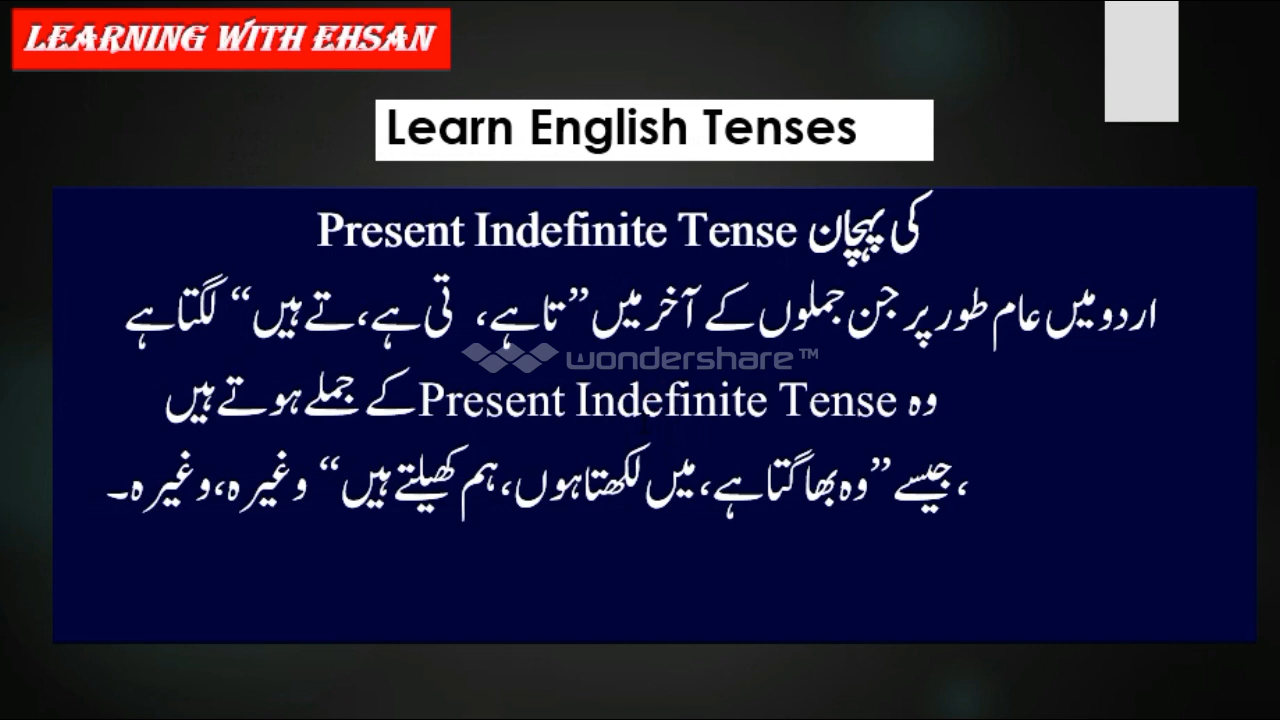 LEARNING WITH EHSAN
Learn English Tenses
Present Indefinite Tense کی پہچان
اردو میں عام طور پر جن جملوں کے آخر میں ”تا ہے، تی ہے، تے ہیں“ لگتا ہے
wondershare™
وہ Present Indefinite Tense کے جملے ہوتے ہیں
، جیسے ”وہ بھاگتا ہے، میں لکھتا ہوں، ہم کھیلتے ہیں“ وغیرہ، وغیرہ۔